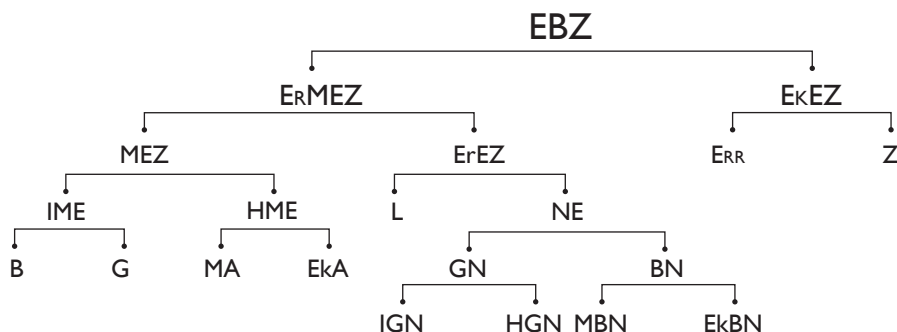 EBZ
ERMEZ EKEZ
MEZ ErEZ ERR Z
IME HME L NE
B G MA EkA GN BN
IGN HGN MBN EkBN